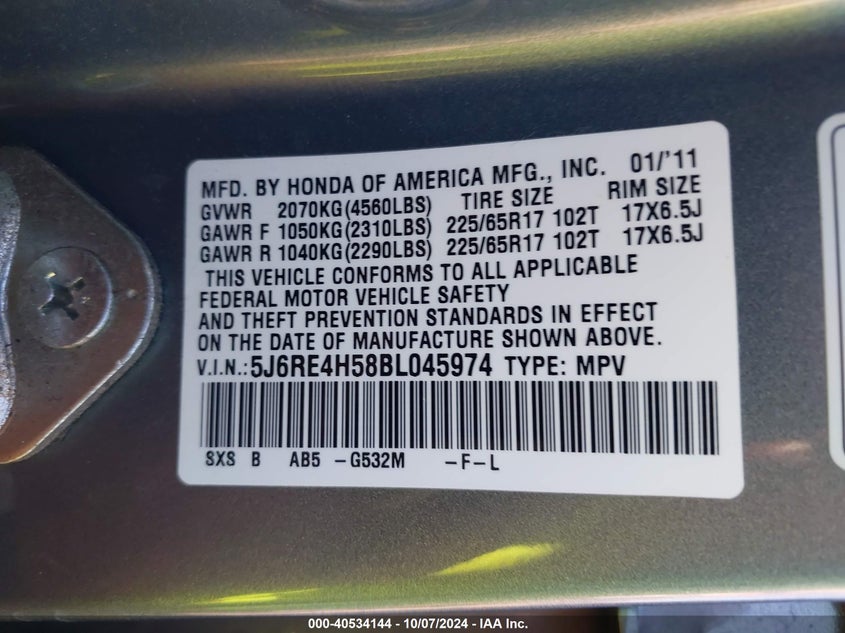 MFD. BY HONDA OF AMERICA MFG., INC. 01/'11
GVWR 2070KG(4560LBS) TIRE SIZE RIM SIZE
GAWR F 1050KG(2310LBS) 225/65R17 102T 17X6.5J
GAWR R 1040KG(2290LBS) 225/65R17 102T 17X6.5J
THIS VEHICLE CONFORMS TO ALL APPLICABLE
FEDERAL MOTOR VEHICLE SAFETY
AND THEFT PREVENTION STANDARDS IN EFFECT
ON THE DATE OF MANUFACTURE SHOWN ABOVE.
V.I.N.: 5J6RE4H58BL045974 TYPE: MPV
SXS B AB5 -G532M -F-L
000-40534144 - 10/07/2024 - IAA Inc.